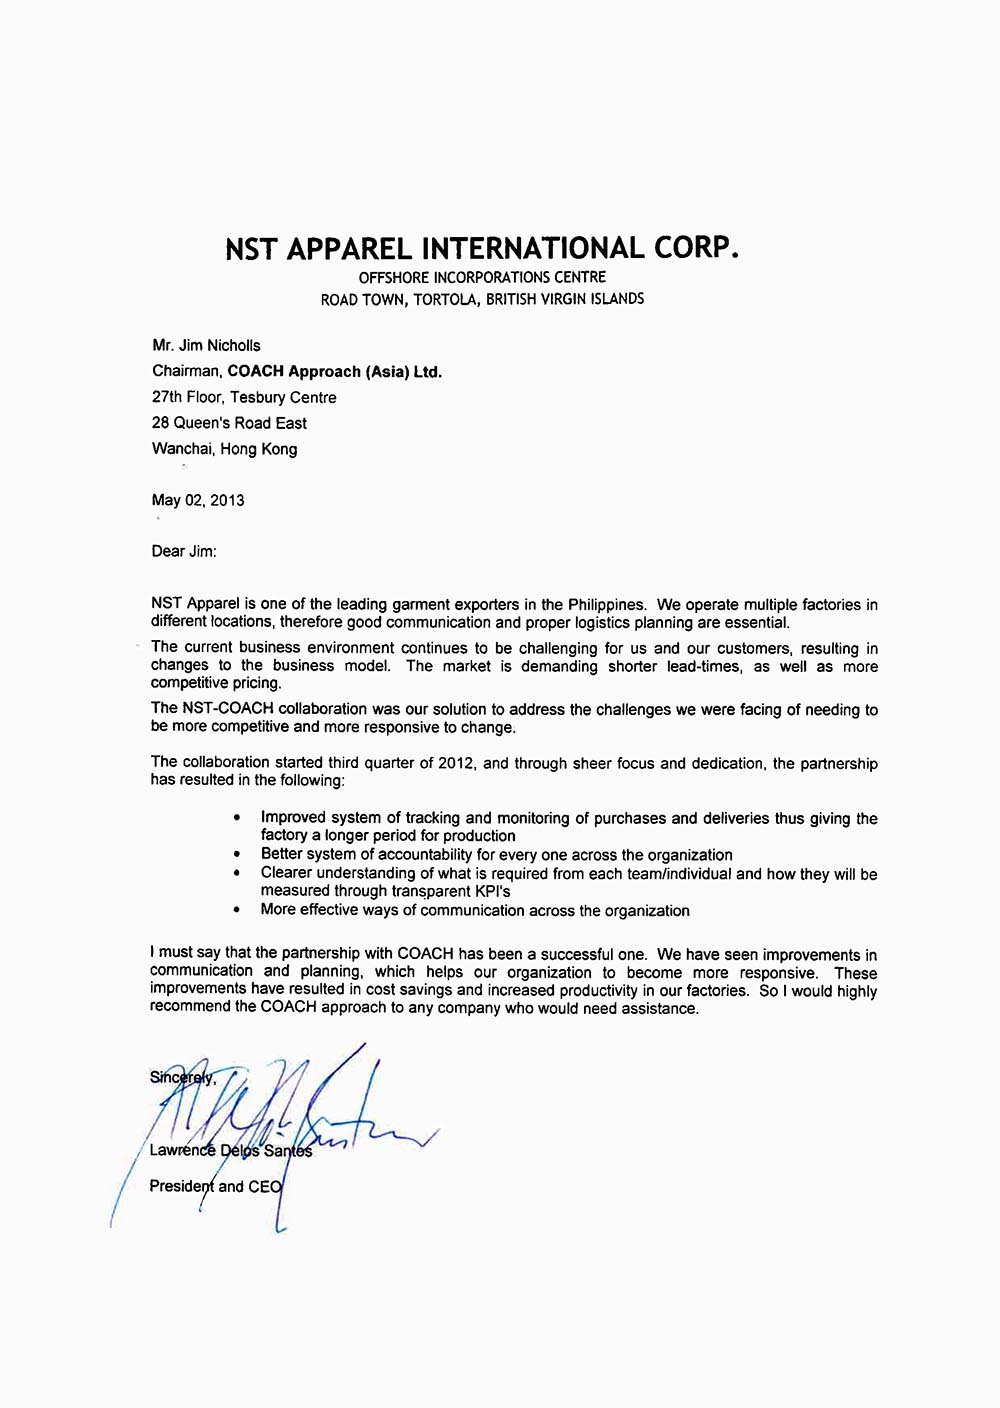 NST APPAREL INTERNATIONAL CORP.
OFFSHORE INCORPORATIONS CENTRE
ROAD TOWN, TORTOLA, BRITISH VIRGIN ISLANDS
Mr. Jim Nicholls
Chairman, COACH Approach (Asia) Ltd.
27th Floor, Tesbury Centre
28 Queen's Road East
Wanchai, Hong Kong
May 02, 2013
Dear Jim:
NST Apparel is one of the leading garment exporters in the Philippines. We operate multiple factories in
different locations, therefore good communication and proper logistics planning are essential.
The current business environment continues to be challenging for us and our customers, resulting in
changes to the business model. The market is demanding shorter lead-times, as well as more
competitive pricing.
The NST-COACH collaboration was our solution to address the challenges we were facing of needing to
be more competitive and more responsive to change.
The collaboration started third quarter of 2012, and through sheer focus and dedication, the partnership
has resulted in the following:
• Improved system of tracking and monitoring of purchases and deliveries thus giving the
factory a longer period for production
• Better system of accountability for every one across the organization
• Clearer understanding of what is required from each team/individual and how they will be
measured through transparent KPI's
• More effective ways of communication across the organization
I must say that the partnership with COACH has been a successful one. We have seen improvements in
communication and planning, which helps our organization to become more responsive. These
improvements have resulted in cost savings and increased productivity in our factories. So I would highly
recommend the COACH approach to any company who would need assistance.
Sincerely,
Lawrence Delos Santos
President and CEO